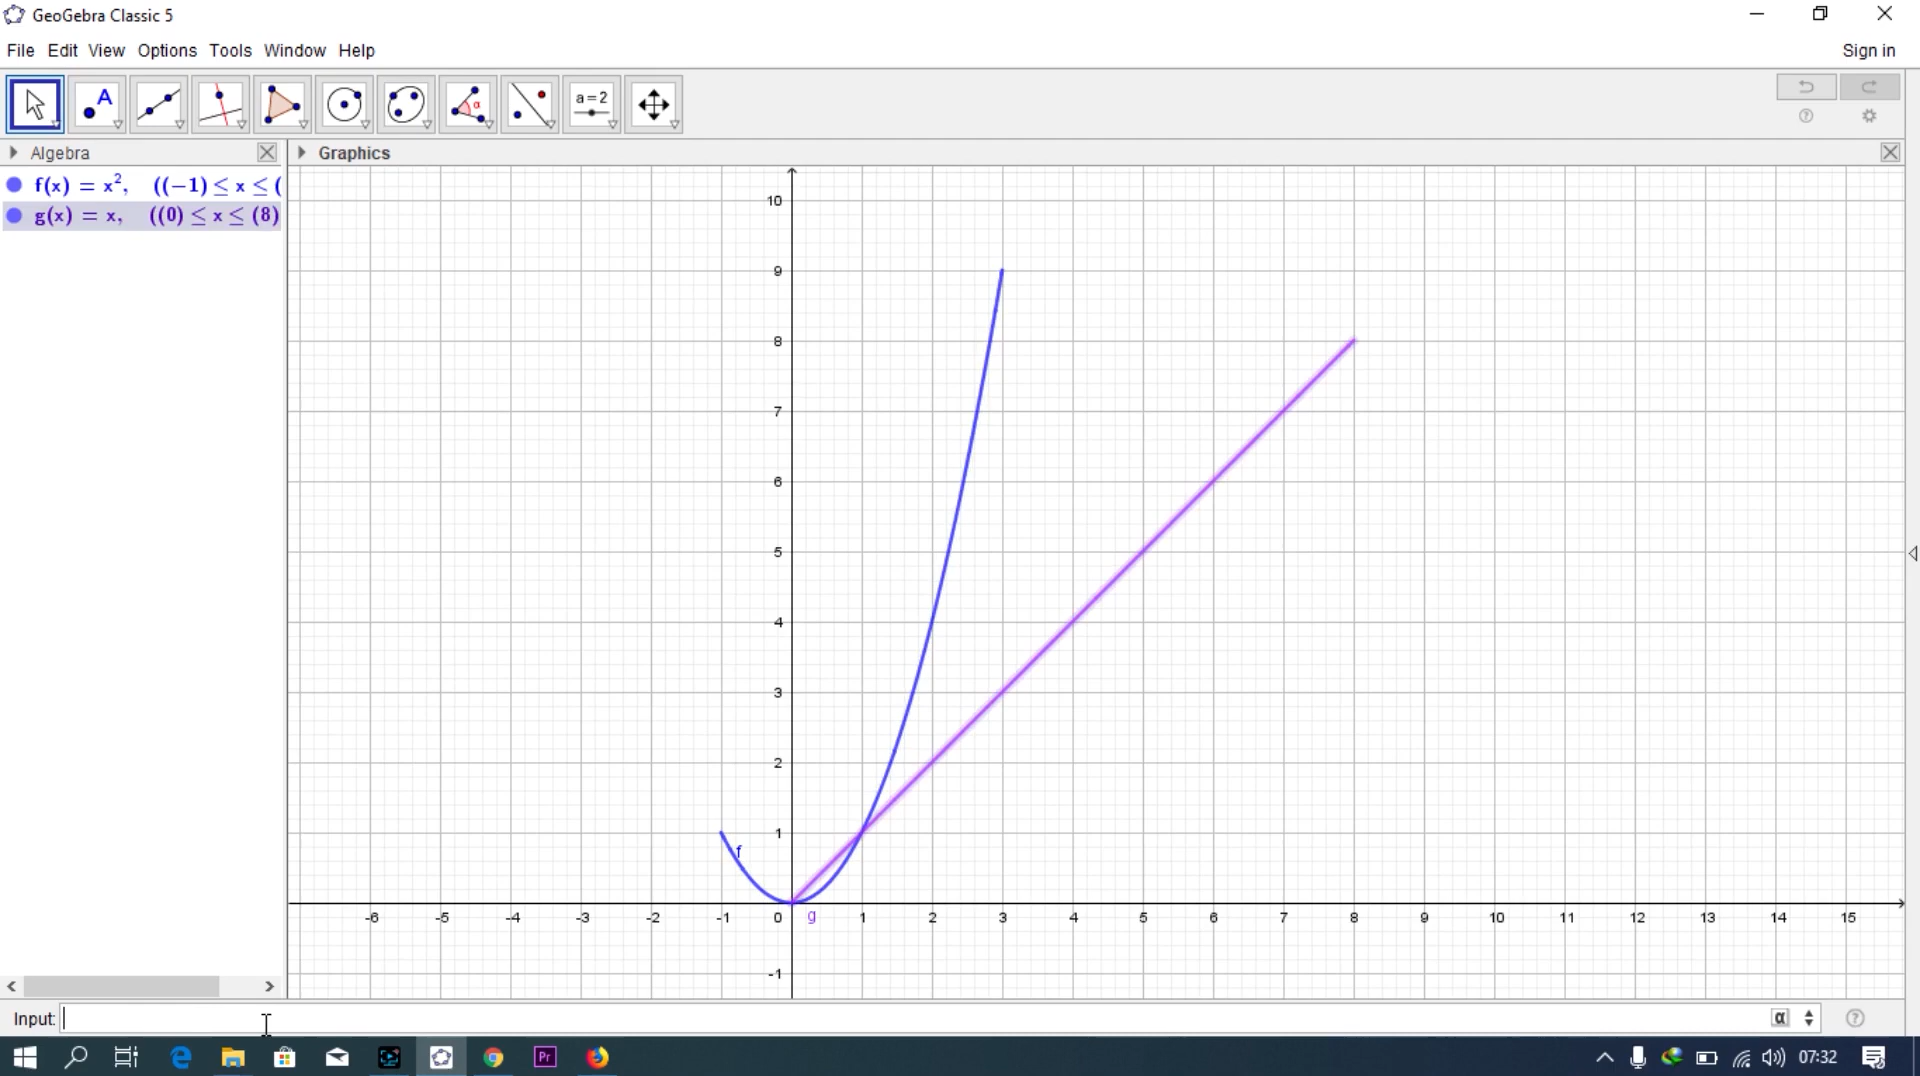 GeoGebra Classic 5
File Edit View Options Tools Window Help Sign in
A α a=2
Algebra
Graphics
f(x) = x², ((−1) ≤ x ≤ (
g(x) = x, ((0) ≤ x ≤ (8)
10
9
8
7
6
5
4
3
2
1
f
-6 -5 -4 -3 -2 -1 0 g 1 2 3 4 5 6 7 8 9 10 11 12 13 14 15
-1
Input: α
Pr 07:32